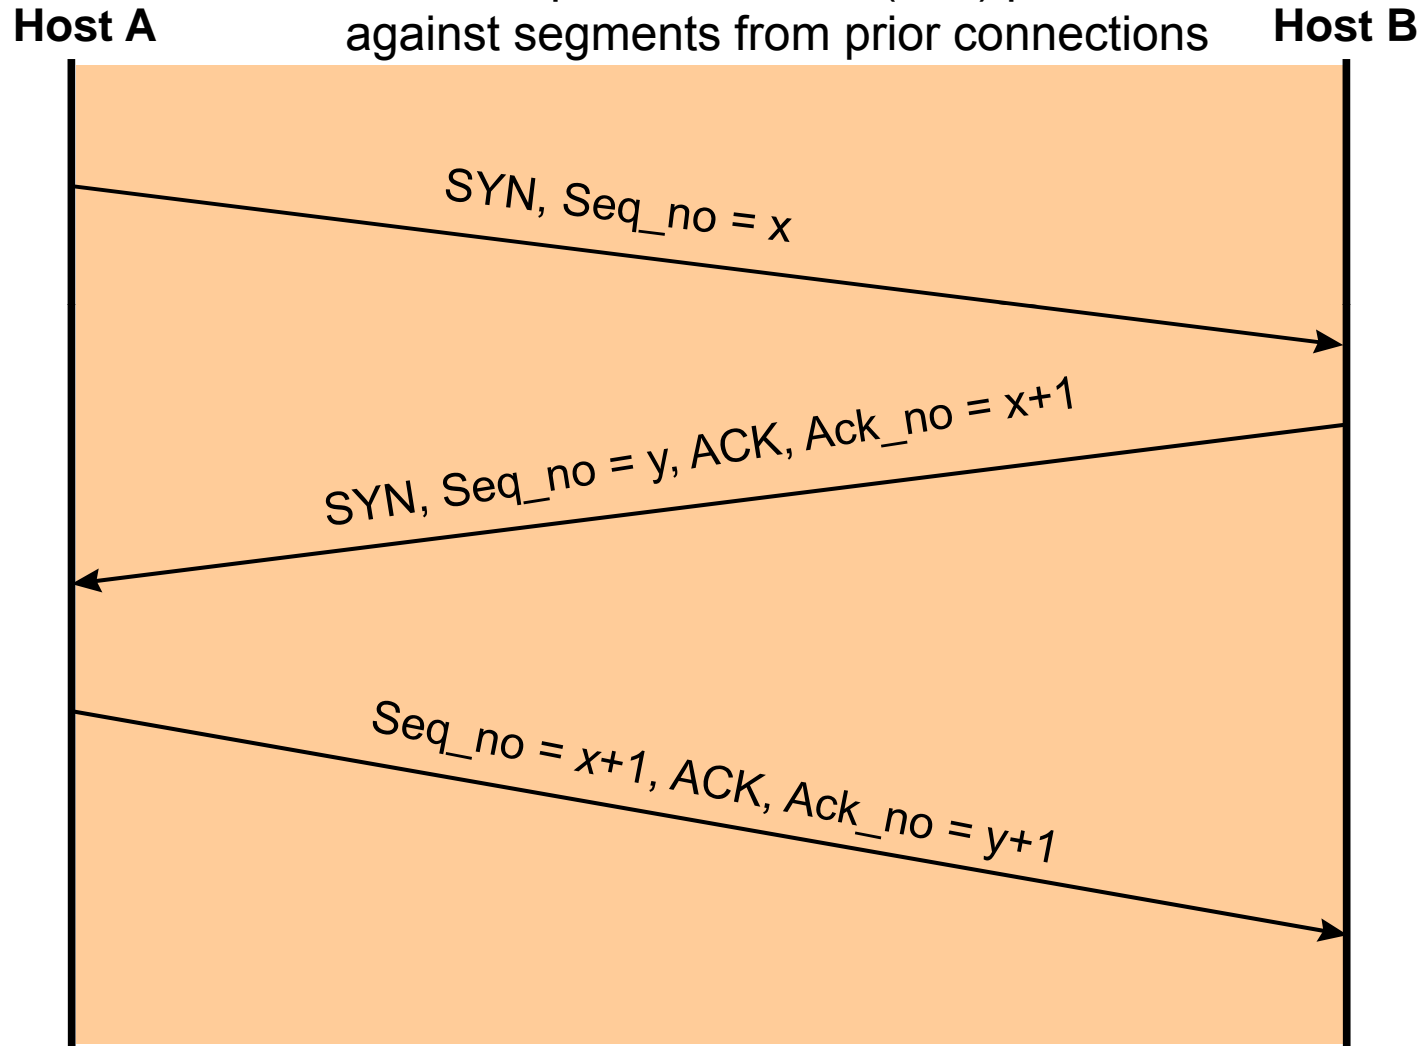 Host A
against segments from prior connections
Host B
SYN, Seq_no = x
SYN, Seq_no = y, ACK, Ack_no = x+1
Seq_no = x+1, ACK, Ack_no = y+1